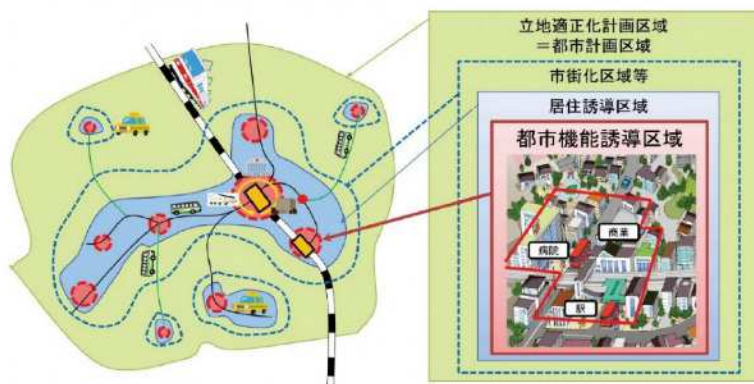 立地適正化計画区域
＝都市計画区域
市街化区域等
居住誘導区域
都市機能誘導区域
商業
病院
駅